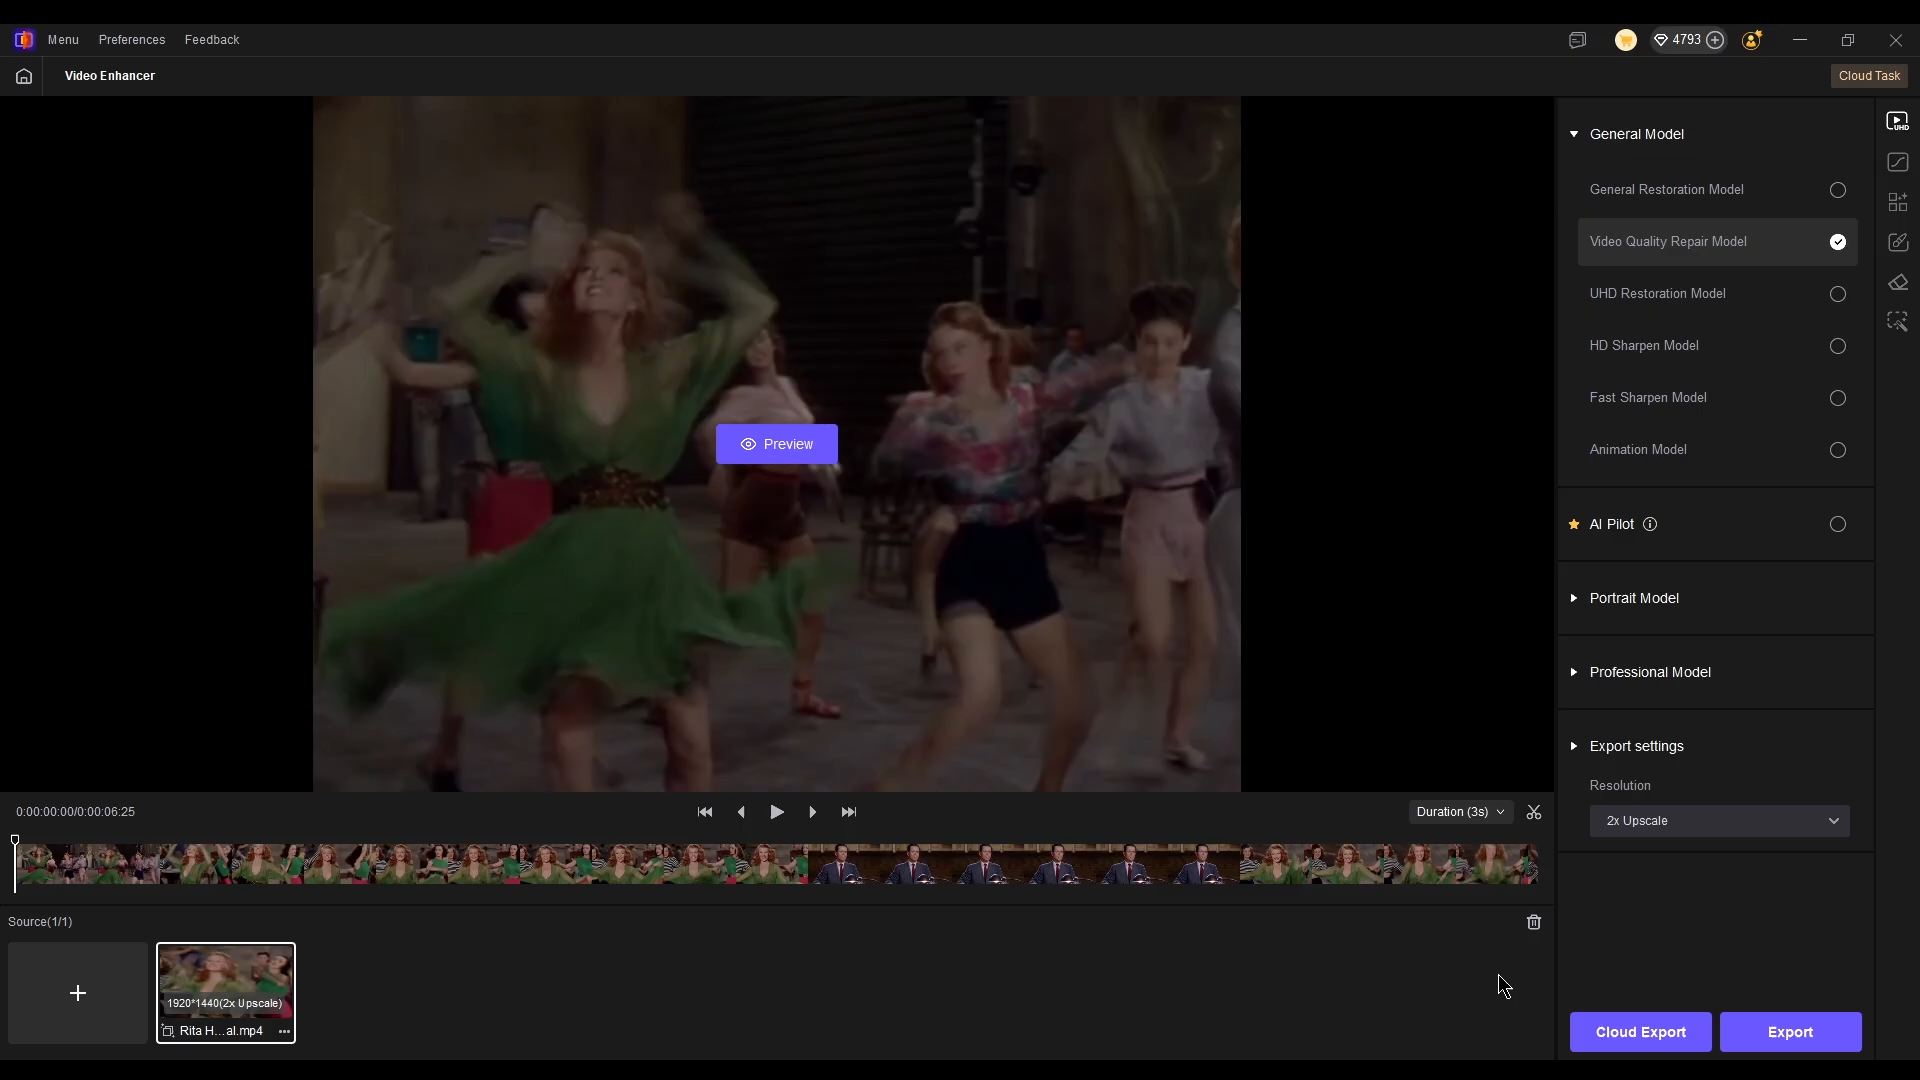 Menu Preferences Feedback
4793
Video Enhancer
Cloud Task
General Model
UHD
General Restoration Model
Video Quality Repair Model
UHD Restoration Model
HD Sharpen Model
Fast Sharpen Model
Animation Model
Preview
AI Pilot
Portrait Model
Professional Model
Export settings
Resolution
2x Upscale
0:00:00:00/0:00:06:25
Duration (3s)
Source(1/1)
1920*1440(2x Upscale)
Rita H...al.mp4
Cloud Export
Export